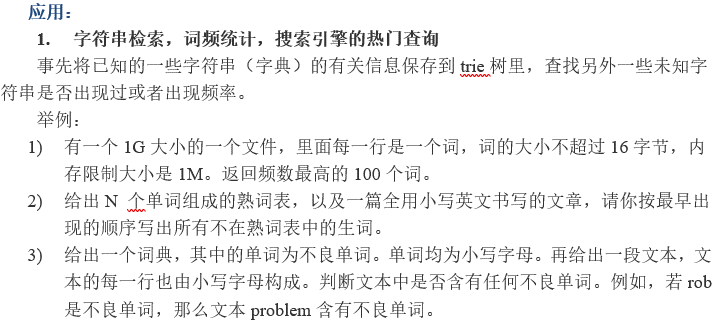 应用：
1. 字符串检索，词频统计，搜索引擎的热门查询
事先将已知的一些字符串（字典）的有关信息保存到 trie 树里，查找另外一些未知字
符串是否出现过或者出现频率。
举例：
1) 有一个 1G 大小的一个文件，里面每一行是一个词，词的大小不超过 16 字节，内
存限制大小是 1M。返回频数最高的 100 个词。
2) 给出 N 个单词组成的熟词表，以及一篇全用小写英文书写的文章，请你按最早出
现的顺序写出所有不在熟词表中的生词。
3) 给出一个词典，其中的单词为不良单词。单词均为小写字母。再给出一段文本，文
本的每一行也由小写字母构成。判断文本中是否含有任何不良单词。例如，若 rob
是不良单词，那么文本 problem 含有不良单词。